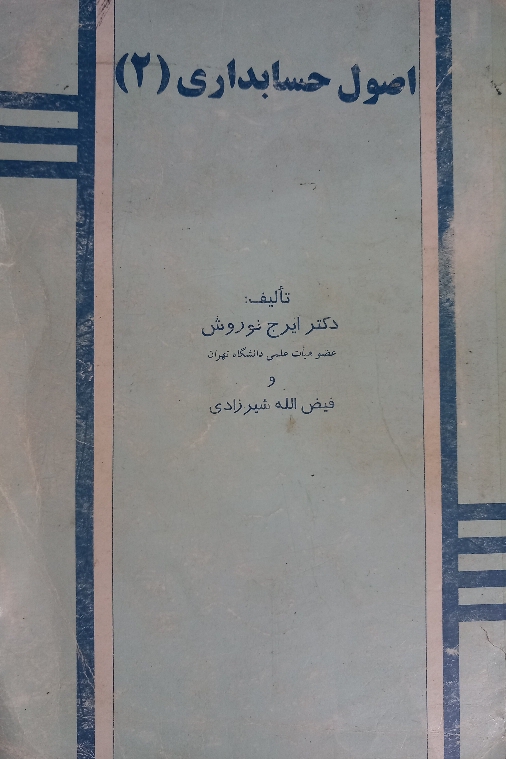 اصول حسابداری (۲)
تألیف:
دکتر ایرج نوروش
عضو هیأت علمی دانشگاه تهران
و
فیض الله شیرزادی